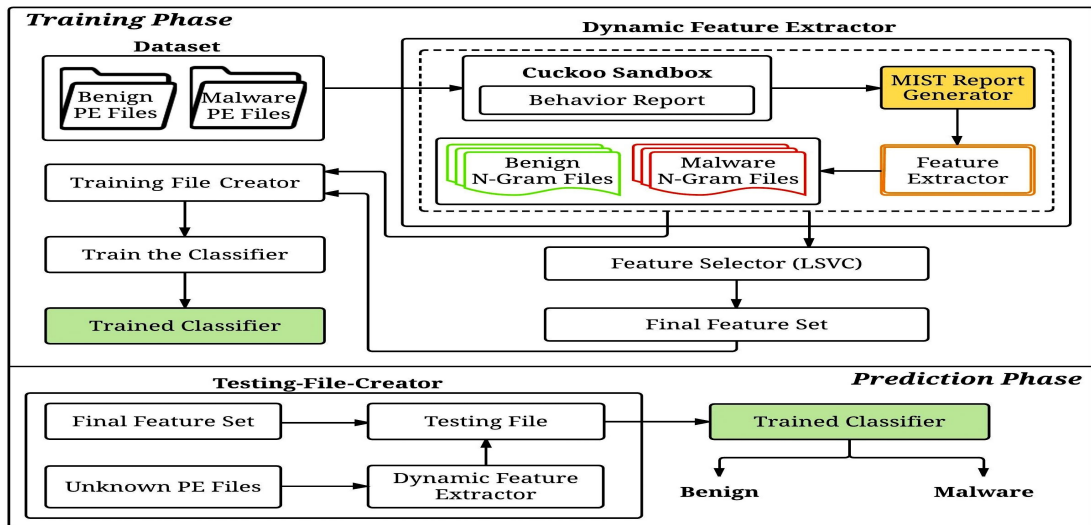 Training Phase
Dataset
Benign
PE Files
Malware
PE Files
Dynamic Feature Extractor
Cuckoo Sandbox
Behavior Report
MIST Report
Generator
Benign
N-Gram Files
Malware
N-Gram Files
Feature
Extractor
Training File Creator
Train the Classifier
Trained Classifier
Feature Selector (LSVC)
Final Feature Set
Prediction Phase
Testing-File-Creator
Final Feature Set
Testing File
Unknown PE Files
Dynamic Feature
Extractor
Trained Classifier
Benign
Malware